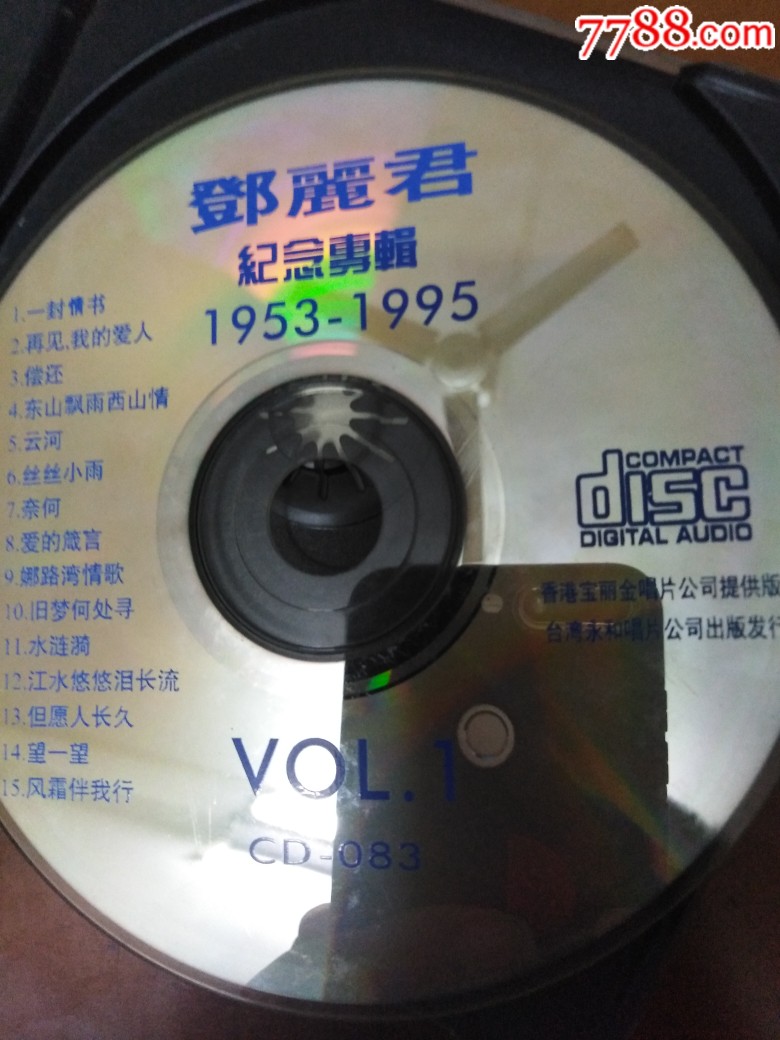 7788.com
鄧麗君
紀念專輯
1953-1995
1.一封情书
2.再见,我的爱人
3.偿还
4.东山飘雨西山情
5.云河
6.丝丝小雨
7.奈何
8.爱的箴言
9.娜路湾情歌
10.旧梦何处寻
11.水涟漪
12.江水悠悠泪长流
13.但愿人长久
14.望一望
15.风霜伴我行
COMPACT
disc
DIGITAL AUDIO
香港宝丽金唱片公司提供版
台湾永和唱片公司出版发行
VOL.1
CD-083